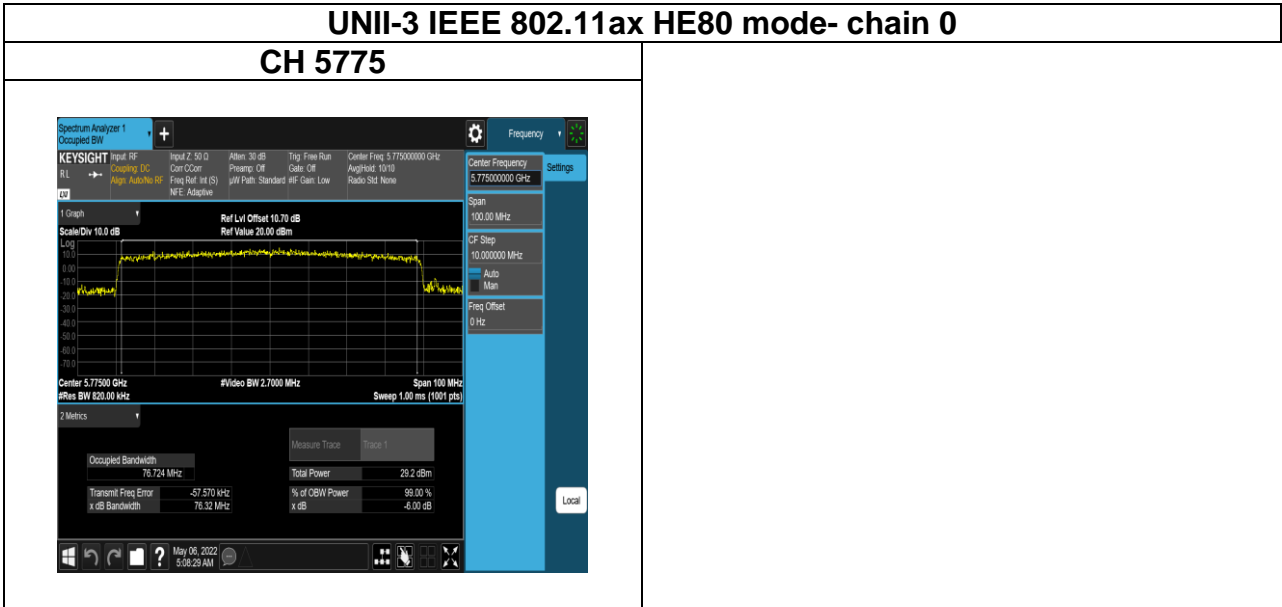 UNII-3 IEEE 802.11ax HE80 mode- chain 0
CH 5775
Spectrum Analyzer 1
Occupied BW
Frequency
KEYSIGHT
R L
LXI
Input: RF
Coupling: DC
Align: Auto/No RF
Input Z: 50 Ω
Corr CCorr
Freq Ref: Int (S)
NFE: Adaptive
Atten: 30 dB
Preamp: Off
µW Path: Standard
Trig: Free Run
Gate: Off
#IF Gain: Low
Center Freq: 5.775000000 GHz
Avg|Hold: 10/10
Radio Std: None
Center Frequency
5.775000000 GHz
Settings
Span
100.00 MHz
CF Step
10.000000 MHz
Auto
Man
Freq Offset
0 Hz
Local
1 Graph
Scale/Div 10.0 dB
Ref Lvl Offset 10.70 dB
Ref Value 20.00 dBm
Log
10.0
0.00
-10.0
-20.0
-30.0
-40.0
-50.0
-60.0
-70.0
Center 5.77500 GHz
#Video BW 2.7000 MHz
Span 100 MHz
#Res BW 820.00 kHz
Sweep 1.00 ms (1001 pts)
2 Metrics
Measure Trace
Trace 1
Occupied Bandwidth
76.724 MHz
Total Power
29.2 dBm
Transmit Freq Error
-57.570 kHz
% of OBW Power
99.00 %
x dB Bandwidth
76.32 MHz
x dB
-6.00 dB
?
May 06, 2022
5:08:29 AM